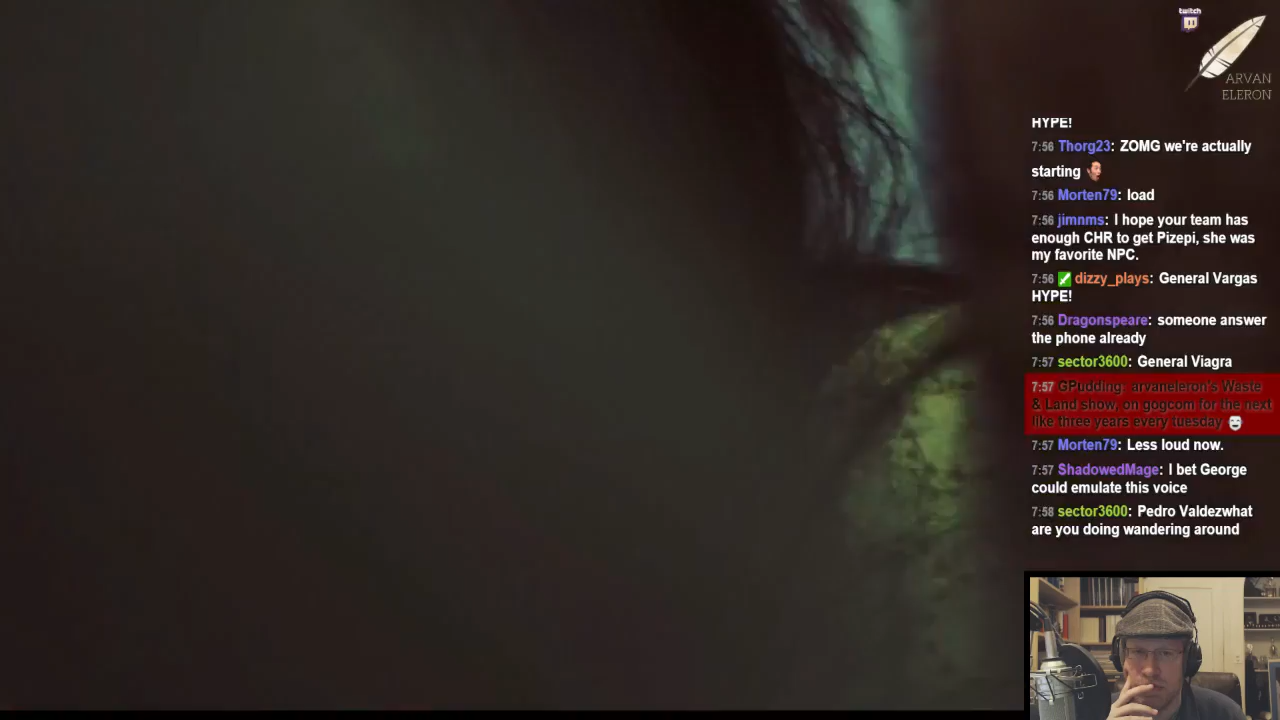 twitch
ARVAN
ELERON
HYPE!
7:56 Thorg23: ZOMG we're actually
starting
7:56 Morten79: load
7:56 jimnms: I hope your team has
enough CHR to get Pizepi, she was
my favorite NPC.
7:56 dizzy_plays: General Vargas
HYPE!
7:56 Dragonspeare: someone answer
the phone already
7:57 sector3600: General Viagra
7:57 GPudding: arvaneleron's Waste
& Land show, on gogcom for the next
like three years every tuesday
7:57 Morten79: Less loud now.
7:57 ShadowedMage: I bet George
could emulate this voice
7:58 sector3600: Pedro Valdezwhat
are you doing wandering around